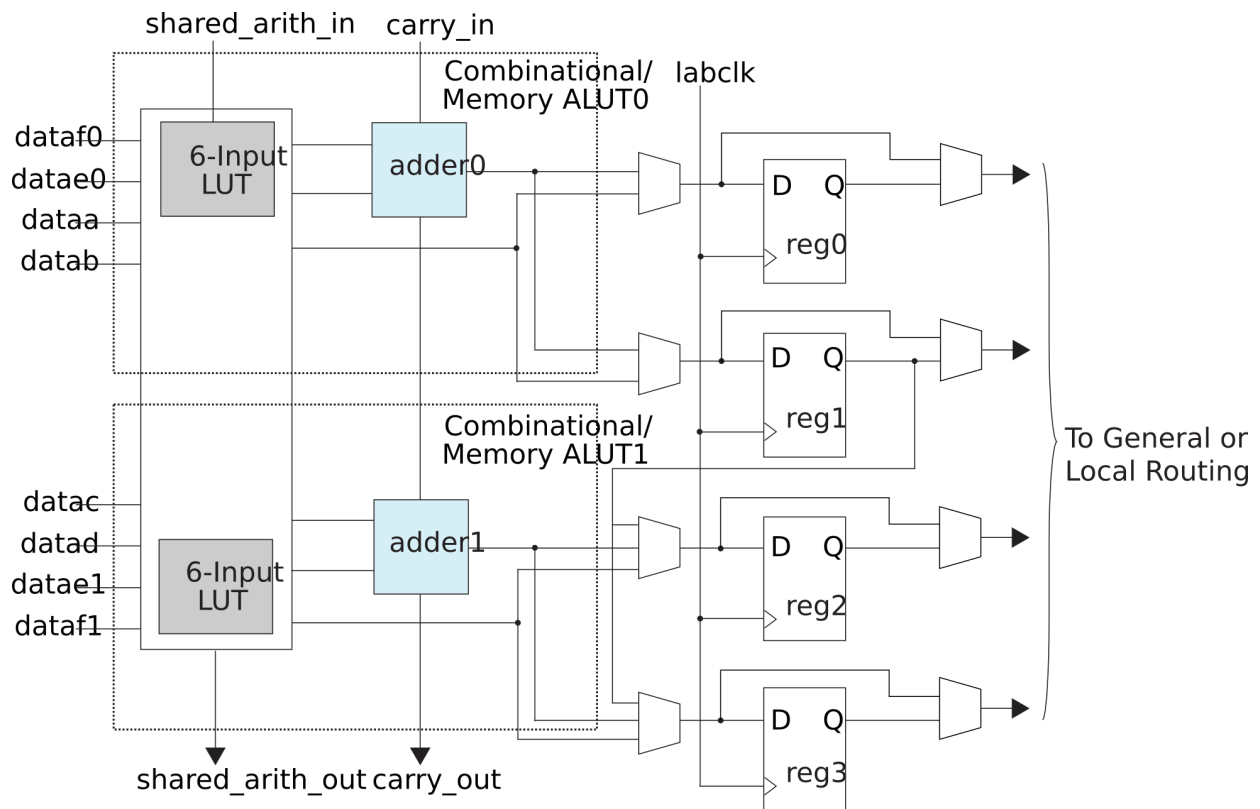 shared_arith_in
carry_in
Combinational/
Memory ALUT0
labclk
dataf0
datae0
dataa
datab
6-Input
LUT
adder0
D Q
reg0
D Q
reg1
Combinational/
Memory ALUT1
To General or
Local Routing
datac
datad
datae1
dataf1
6-Input
LUT
adder1
D Q
reg2
D Q
reg3
shared_arith_out
carry_out